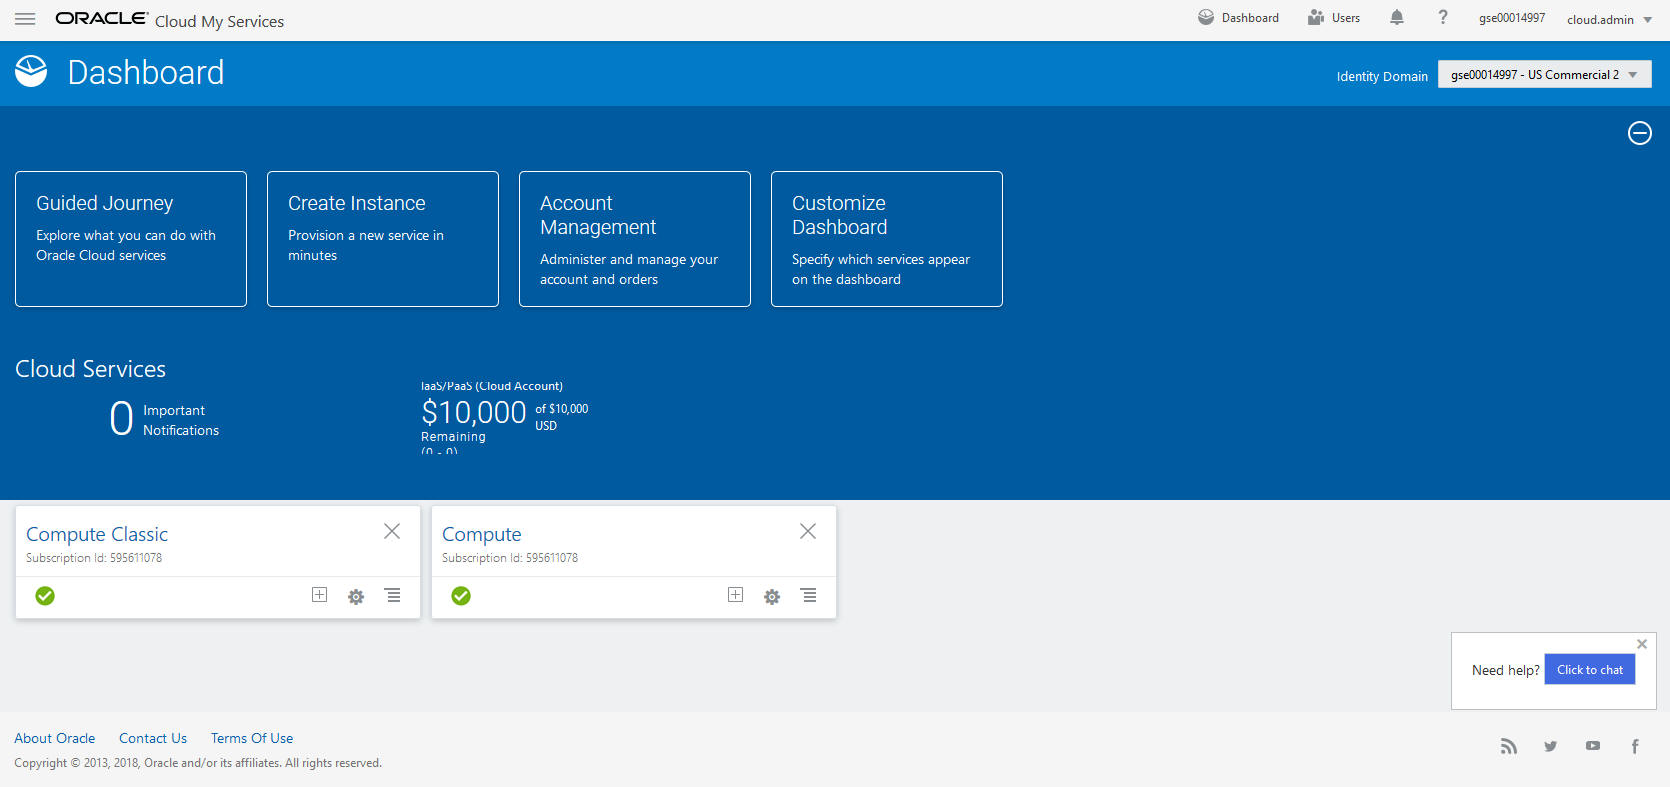 ORACLE Cloud My Services
Dashboard
Users
?
gse00014997
cloud.admin
Dashboard
Identity Domain
gse00014997 - US Commercial 2
Guided Journey
Explore what you can do with
Oracle Cloud services
Create Instance
Provision a new service in
minutes
Account
Management
Administer and manage your
account and orders
Customize
Dashboard
Specify which services appear
on the dashboard
Cloud Services
0
Important
Notifications
IaaS/PaaS (Cloud Account)
$10,000
of $10,000
USD
Remaining
(0 - 0)
Compute Classic
Subscription Id: 595611078
Compute
Subscription Id: 595611078
Need help?
Click to chat
About Oracle
Contact Us
Terms Of Use
Copyright © 2013, 2018, Oracle and/or its affiliates. All rights reserved.